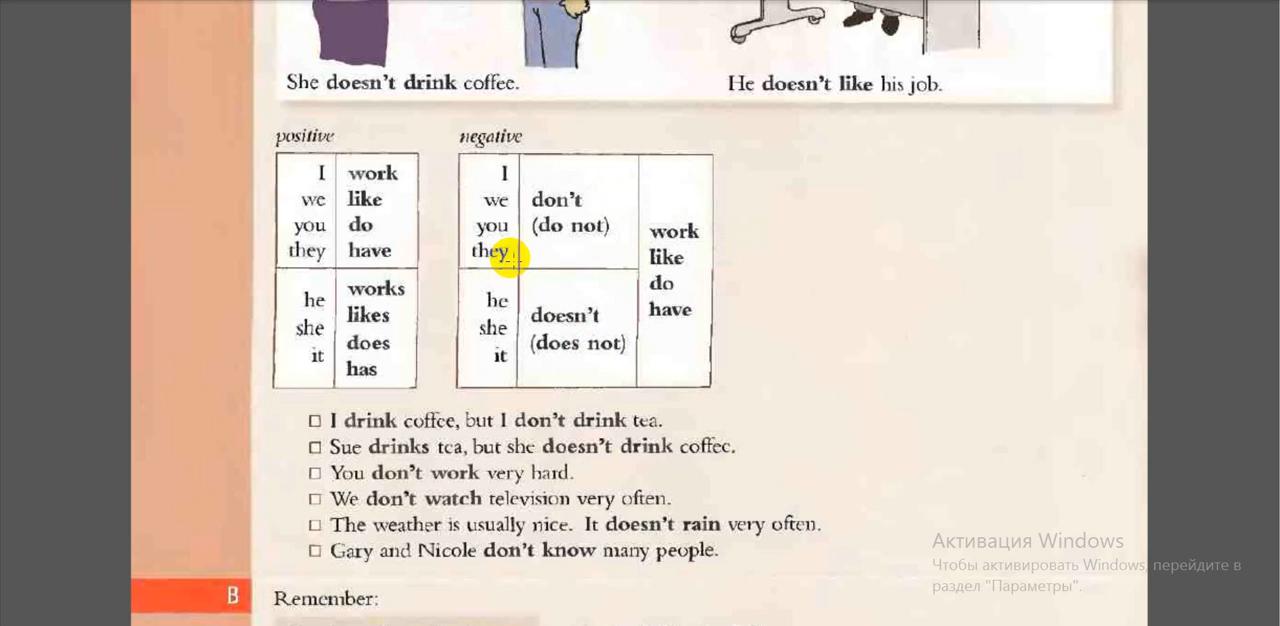 She doesn't drink coffee.
He doesn't like his job.
positive
I work
we like
you do
they have
he works
she likes
it does
has
negative
I
we don't
you (do not)
they
he
she doesn't
it (does not)
work
like
do
have
□ I drink coffee, but I don't drink tea.
□ Sue drinks tea, but she doesn't drink coffee.
□ You don't work very hard.
□ We don't watch television very often.
□ The weather is usually nice. It doesn't rain very often.
□ Gary and Nicole don't know many people.
B Remember:
Активация Windows
Чтобы активировать Windows, перейдите в
раздел "Параметры".